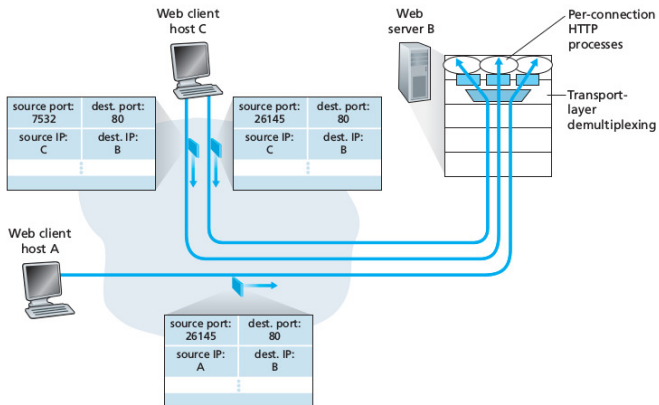 Web client
host C
Web
server B
Per-connection
HTTP
processes
Transport-
layer
demultiplexing
source port:
7532
dest. port:
80
source IP:
C
dest. IP:
B
source port:
26145
dest. port:
80
source IP:
C
dest. IP:
B
Web client
host A
source port:
26145
dest. port:
80
source IP:
A
dest. IP:
B